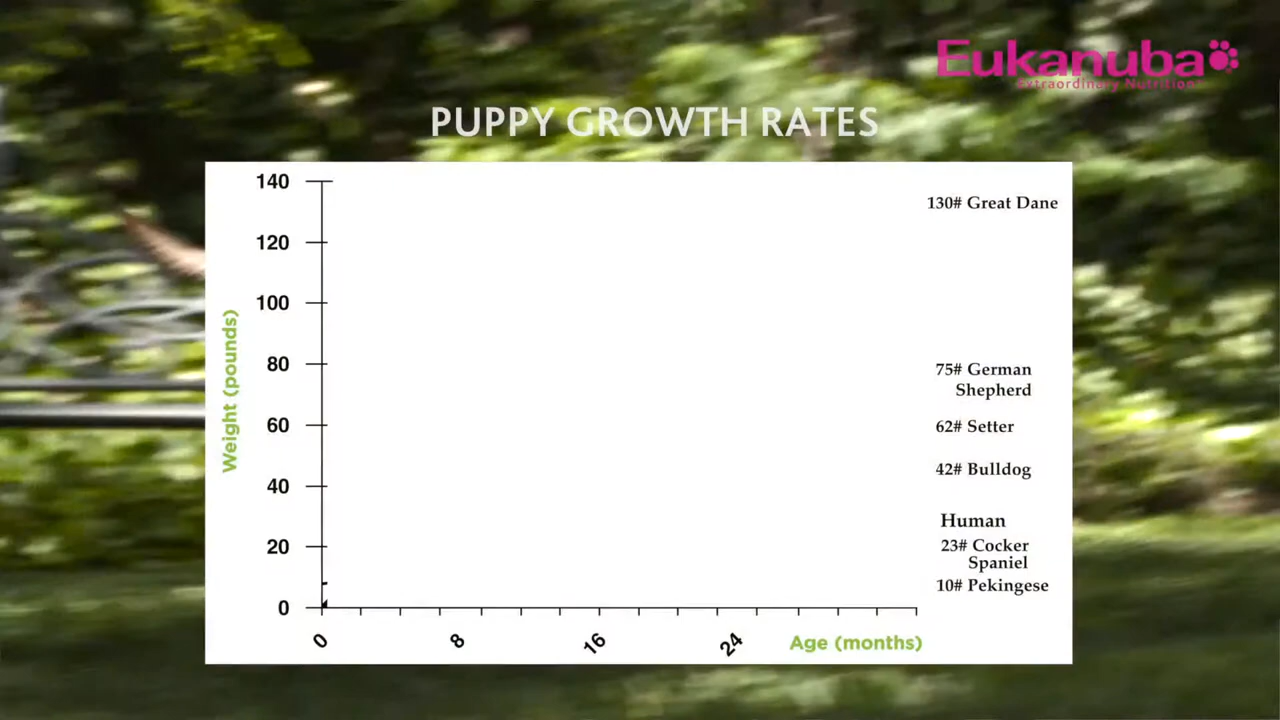 Eukanuba
Extraordinary Nutrition
PUPPY GROWTH RATES
140
120
100
80
60
40
20
0
Weight (pounds)
130# Great Dane
75# German
Shepherd
62# Setter
42# Bulldog
Human
23# Cocker
Spaniel
10# Pekingese
0
8
16
24
Age (months)